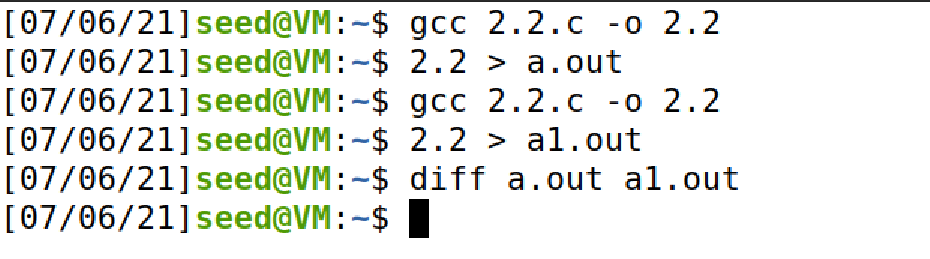 [07/06/21]seed@VM:~$ gcc 2.2.c -o 2.2
[07/06/21]seed@VM:~$ 2.2 > a.out
[07/06/21]seed@VM:~$ gcc 2.2.c -o 2.2
[07/06/21]seed@VM:~$ 2.2 > a1.out
[07/06/21]seed@VM:~$ diff a.out a1.out
[07/06/21]seed@VM:~$